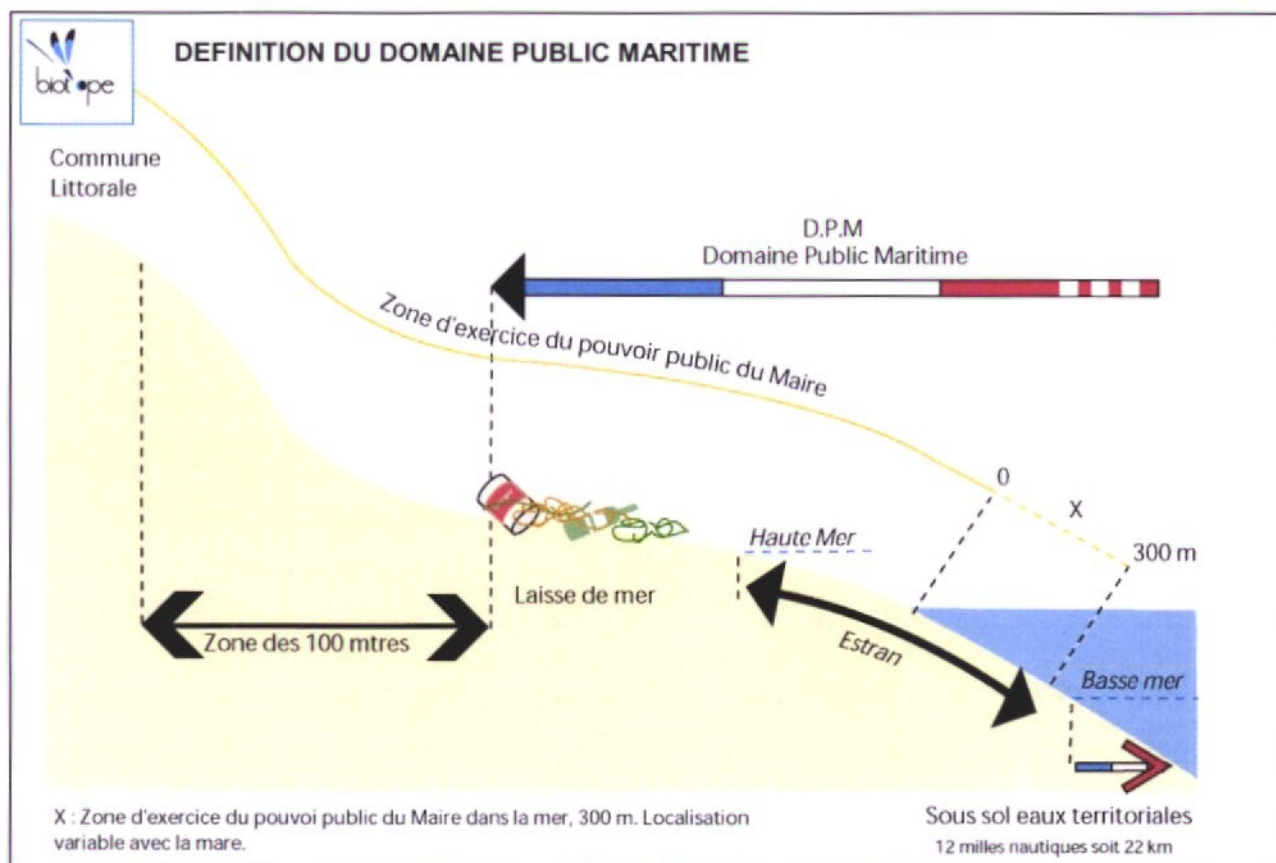 biotope
DEFINITION DU DOMAINE PUBLIC MARITIME
Commune
Littorale
D.P.M
Domaine Public Maritime
Zone d'exercice du pouvoir public du Maire
0
X
300 m
Haute Mer
Laisse de mer
Zone des 100 mtres
Estran
Basse mer
X : Zone d'exercice du pouvoi public du Maire dans la mer, 300 m. Localisation
variable avec la mare.
Sous sol eaux territoriales
12 milles nautiques soit 22 km